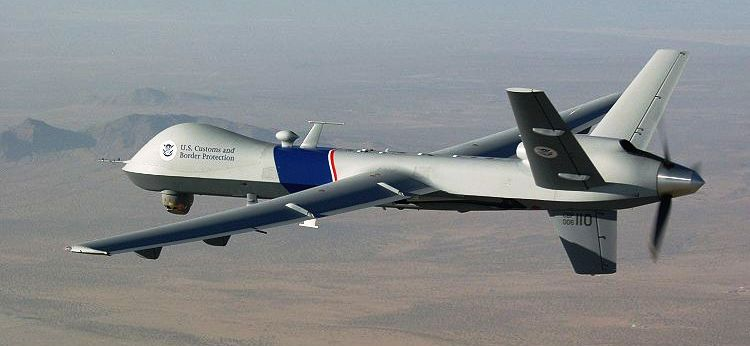 U.S. Customs and
Border Protection
110